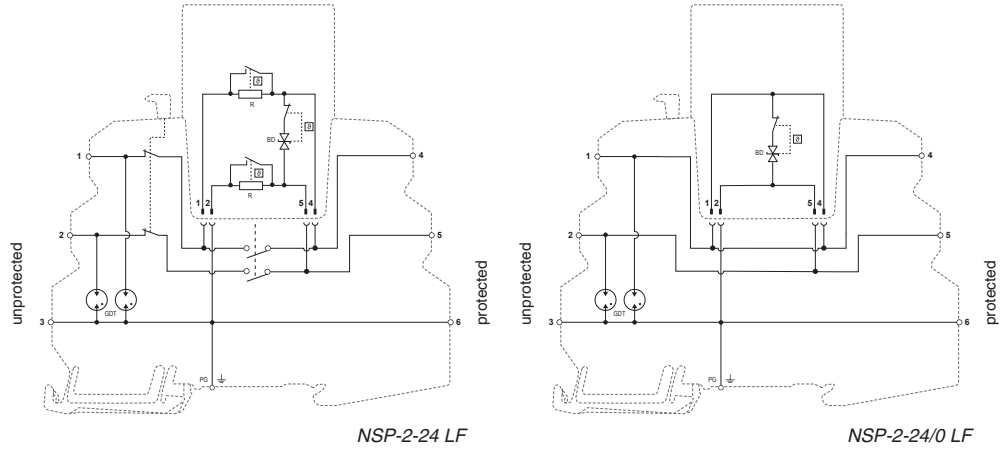 ϑ
R
ϑ
BD
ϑ
R
1 2 5 4
1
4
2
5
unprotected
protected
GDT
3
6
PG
NSP-2-24 LF
ϑ
BD
1 2 5 4
1
4
2
5
unprotected
protected
GDT
3
6
PG
NSP-2-24/0 LF